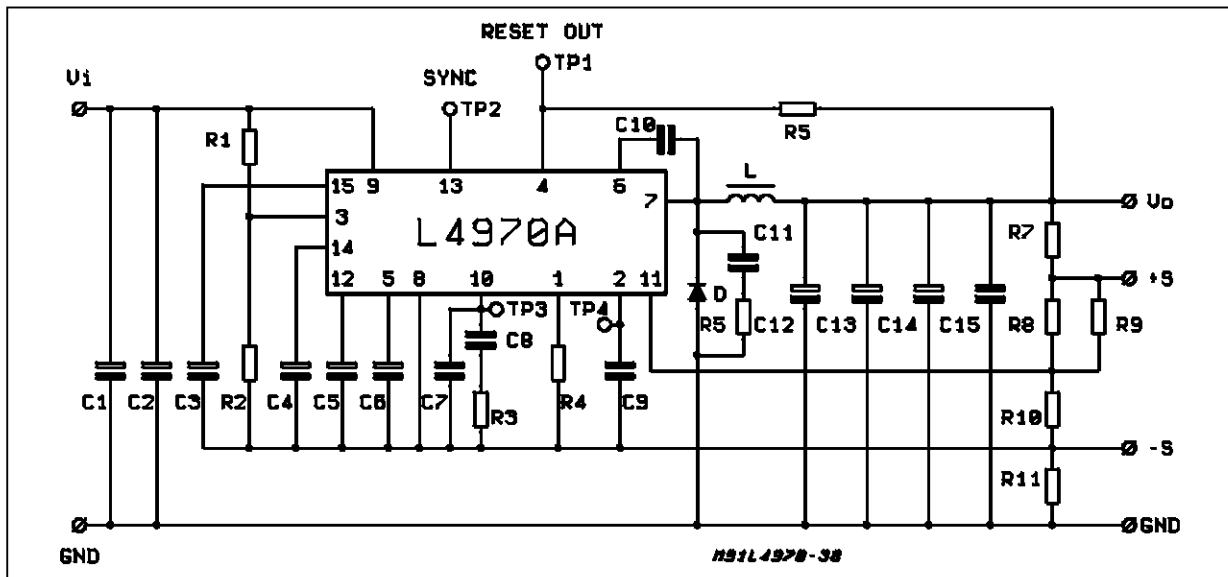 RESET OUT
TP1
Vi
SYNC
TP2
C10
R5
R1
L
15
9
13
4
6
7
Vo
3
L4970A
C11
R7
14
12
5
8
10
1
2
11
+S
TP3
TP4
D
R5
C12
C13
C14
C15
R8
R9
C8
C1
C2
C3
R2
C4
C5
C6
C7
R3
R4
C9
R10
-S
R11
GND
GND
M91L4970-38